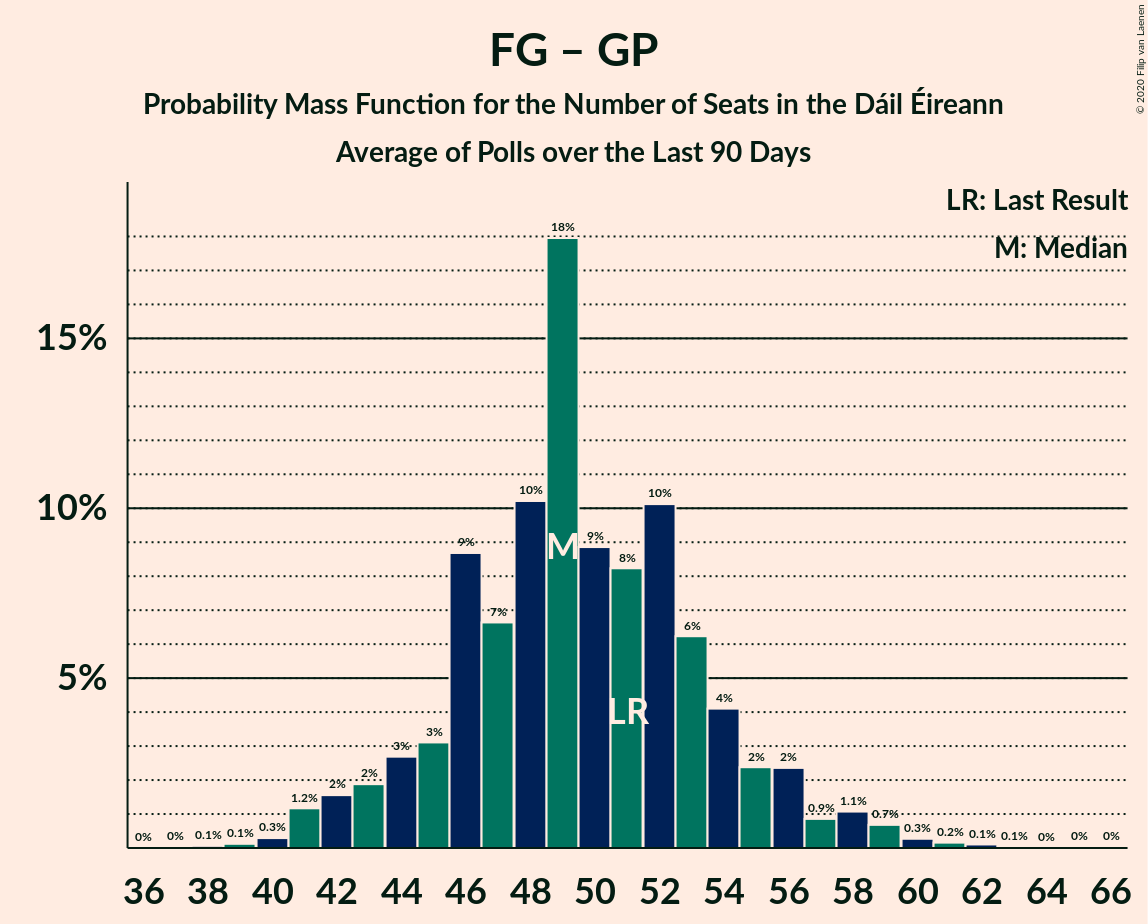 FG – GP
Probability Mass Function for the Number of Seats in the Dáil Éireann
Average of Polls over the Last 90 Days
© 2020 Filip van Laenen
LR: Last Result
M: Median
15%
10%
5%
0% 0% 0.1% 0.1% 0.3% 1.2% 2% 2% 3% 3% 9% 7% 10% 18% 9% 8% 10% 6% 4% 2% 2% 0.9% 1.1% 0.7% 0.3% 0.2% 0.1% 0.1% 0% 0% 0%
M
LR
36 38 40 42 44 46 48 50 52 54 56 58 60 62 64 66